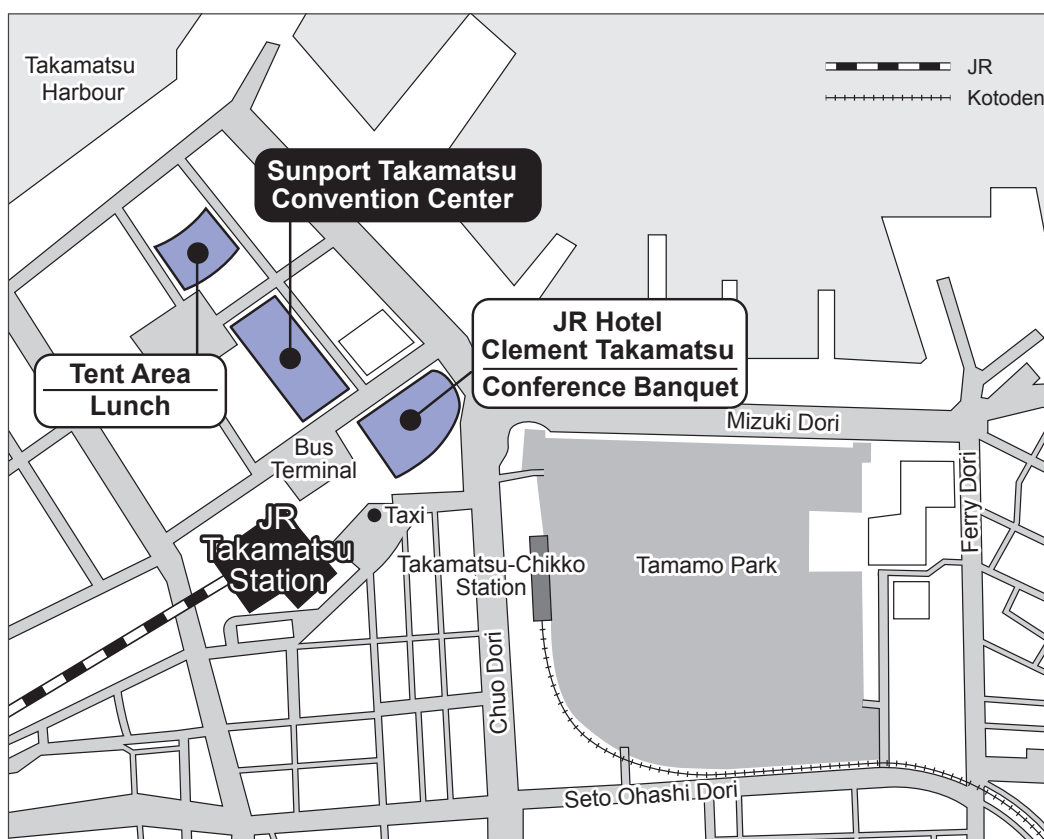 Takamatsu
Harbour
JR
Kotoden
Sunport Takamatsu
Convention Center
JR Hotel
Clement Takamatsu
Conference Banquet
Tent Area
Lunch
Mizuki Dori
Bus
Terminal
Taxi
JR
Takamatsu
Station
Takamatsu-Chikko
Station
Tamamo Park
Ferry Dori
Chuo Dori
Seto Ohashi Dori